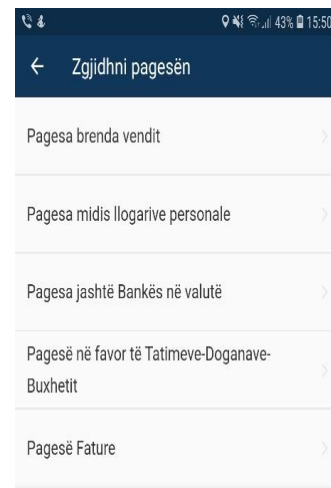 43% 15:50
Zgjidhni pagesën
Pagesa brenda vendit
Pagesa midis llogarive personale
Pagesa jashtë Bankës në valutë
Pagesë në favor të Tatimeve-Doganave-
Buxhetit
Pagesë Fature